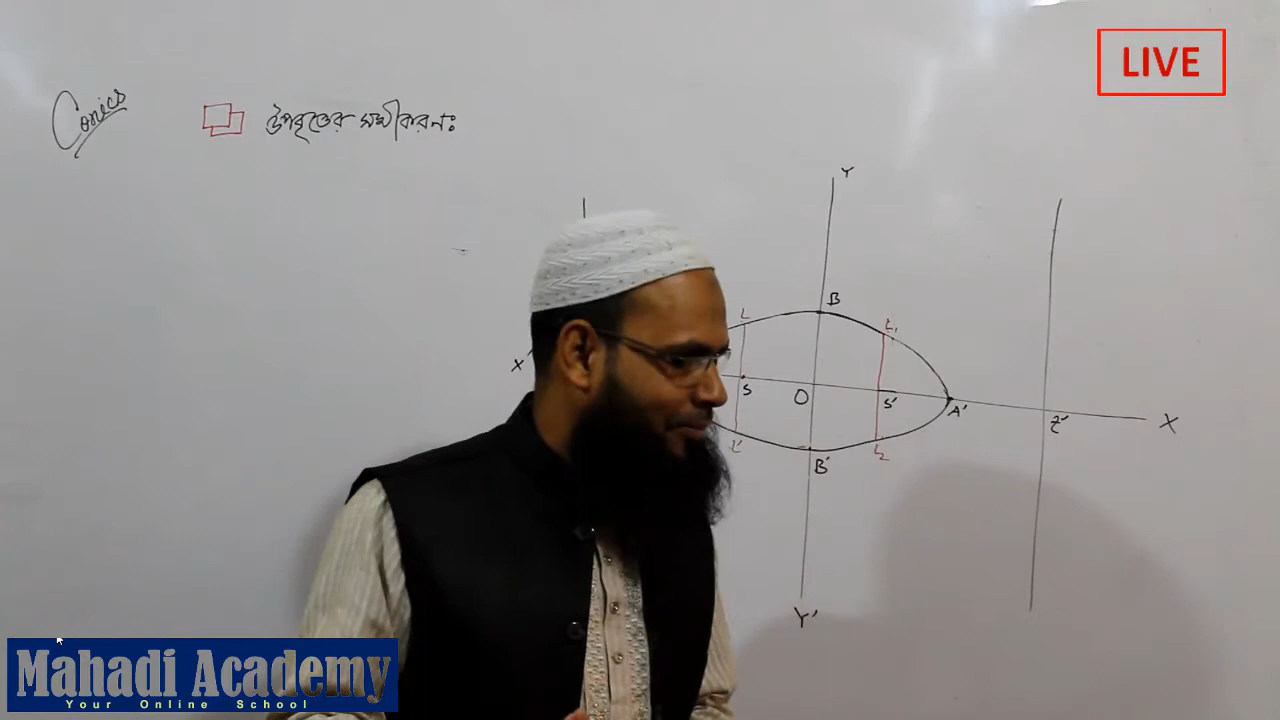 LIVE
Conics
উপবৃত্তের সমীকরণঃ
Y
B
L
L₁
X
S
O
S'
A'
Z'
X
L'
B'
L₂
Y'
Mahadi Academy
Your Online School